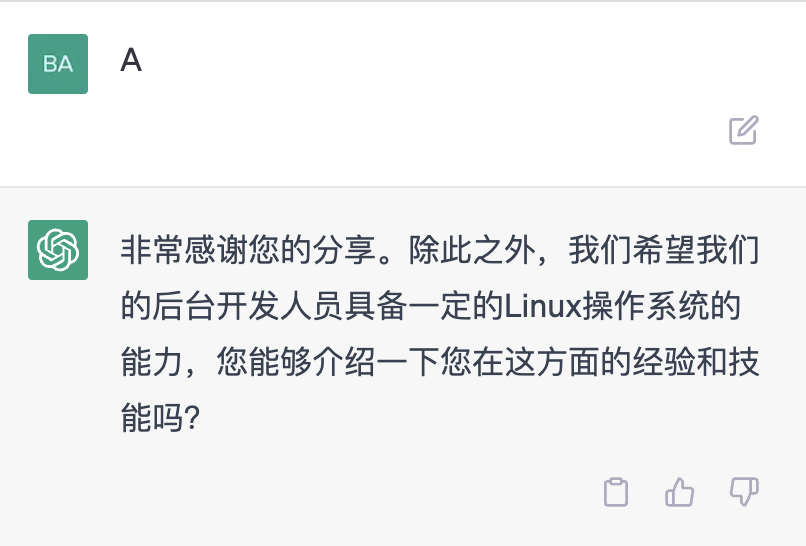 BA
A
非常感谢您的分享。除此之外，我们希望我们
的后台开发人员具备一定的Linux操作系统的
能力，您能够介绍一下您在这方面的经验和技
能吗?